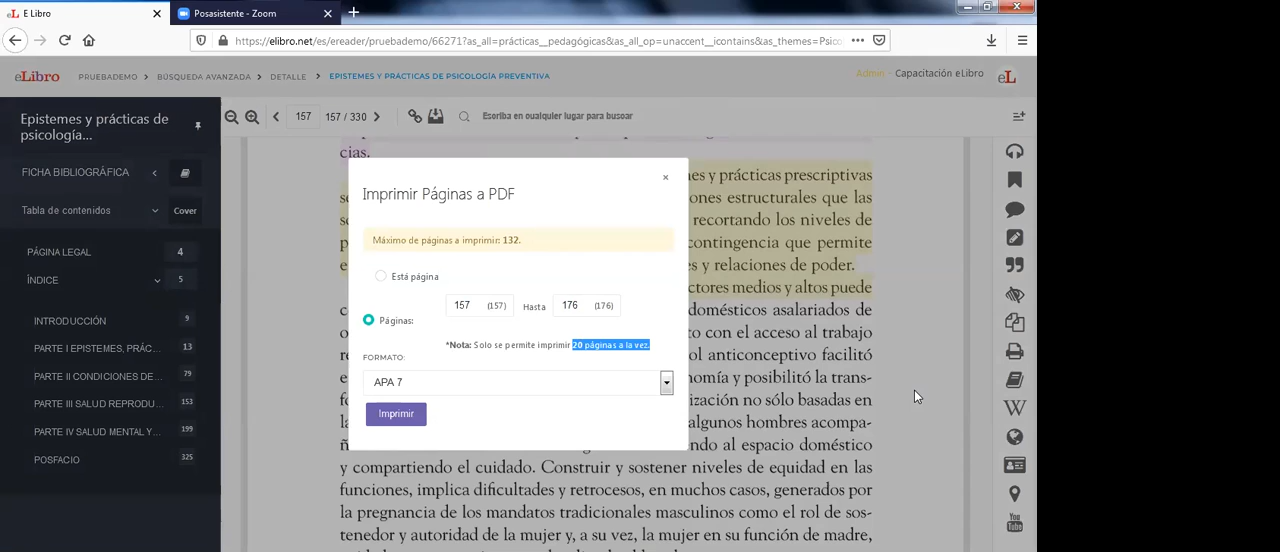 eL E Libro
Posasistente - Zoom
https://elibro.net/es/ereader/pruebademo/66271?as_all=prácticas__pedagógicas&as_all_op=unaccent__icontains&as_themes=Psic
eLibro PRUEBADEMO > BÚSQUEDA AVANZADA > DETALLE > EPISTEMES Y PRÁCTICAS DE PSICOLOGÍA PREVENTIVA
Admin - Capacitación eLibro eL
Epistemes y prácticas de
psicología...
FICHA BIBLIOGRÁFICA
Tabla de contenidos Cover
PÁGINA LEGAL 4
ÍNDICE 5
INTRODUCCIÓN 9
PARTE I EPISTEMES, PRÁC... 13
PARTE II CONDICIONES DE... 79
PARTE III SALUD REPRODU... 153
PARTE IV SALUD MENTAL Y... 199
POSFACIO 325
157 157 / 330 Escriba en cualquier lugar para buscar
cias.
es y prácticas prescriptivas
ones estructurales que las
recortando los niveles de
contingencia que permite
s y relaciones de poder.
ctores medios y altos puede
domésticos asalariados de
to con el acceso al trabajo
ol anticonceptivo facilitó
nomía y posibilitó la trans-
ización no sólo basadas en
algunos hombres acompa-
endo al espacio doméstico
y compartiendo el cuidado. Construir y sostener niveles de equidad en las
funciones, implica dificultades y retrocesos, en muchos casos, generados por
la pregnancia de los mandatos tradicionales masculinos como el rol de sos-
tenedor y autoridad de la mujer y, a su vez, la mujer en su función de madre,
Imprimir Páginas a PDF
×
Máximo de páginas a imprimir: 132.
Está página
Páginas: 157 (157) Hasta 176 (176)
*Nota: Solo se permite imprimir 20 páginas a la vez.
FORMATO:
APA 7
Imprimir
W
You
Tube